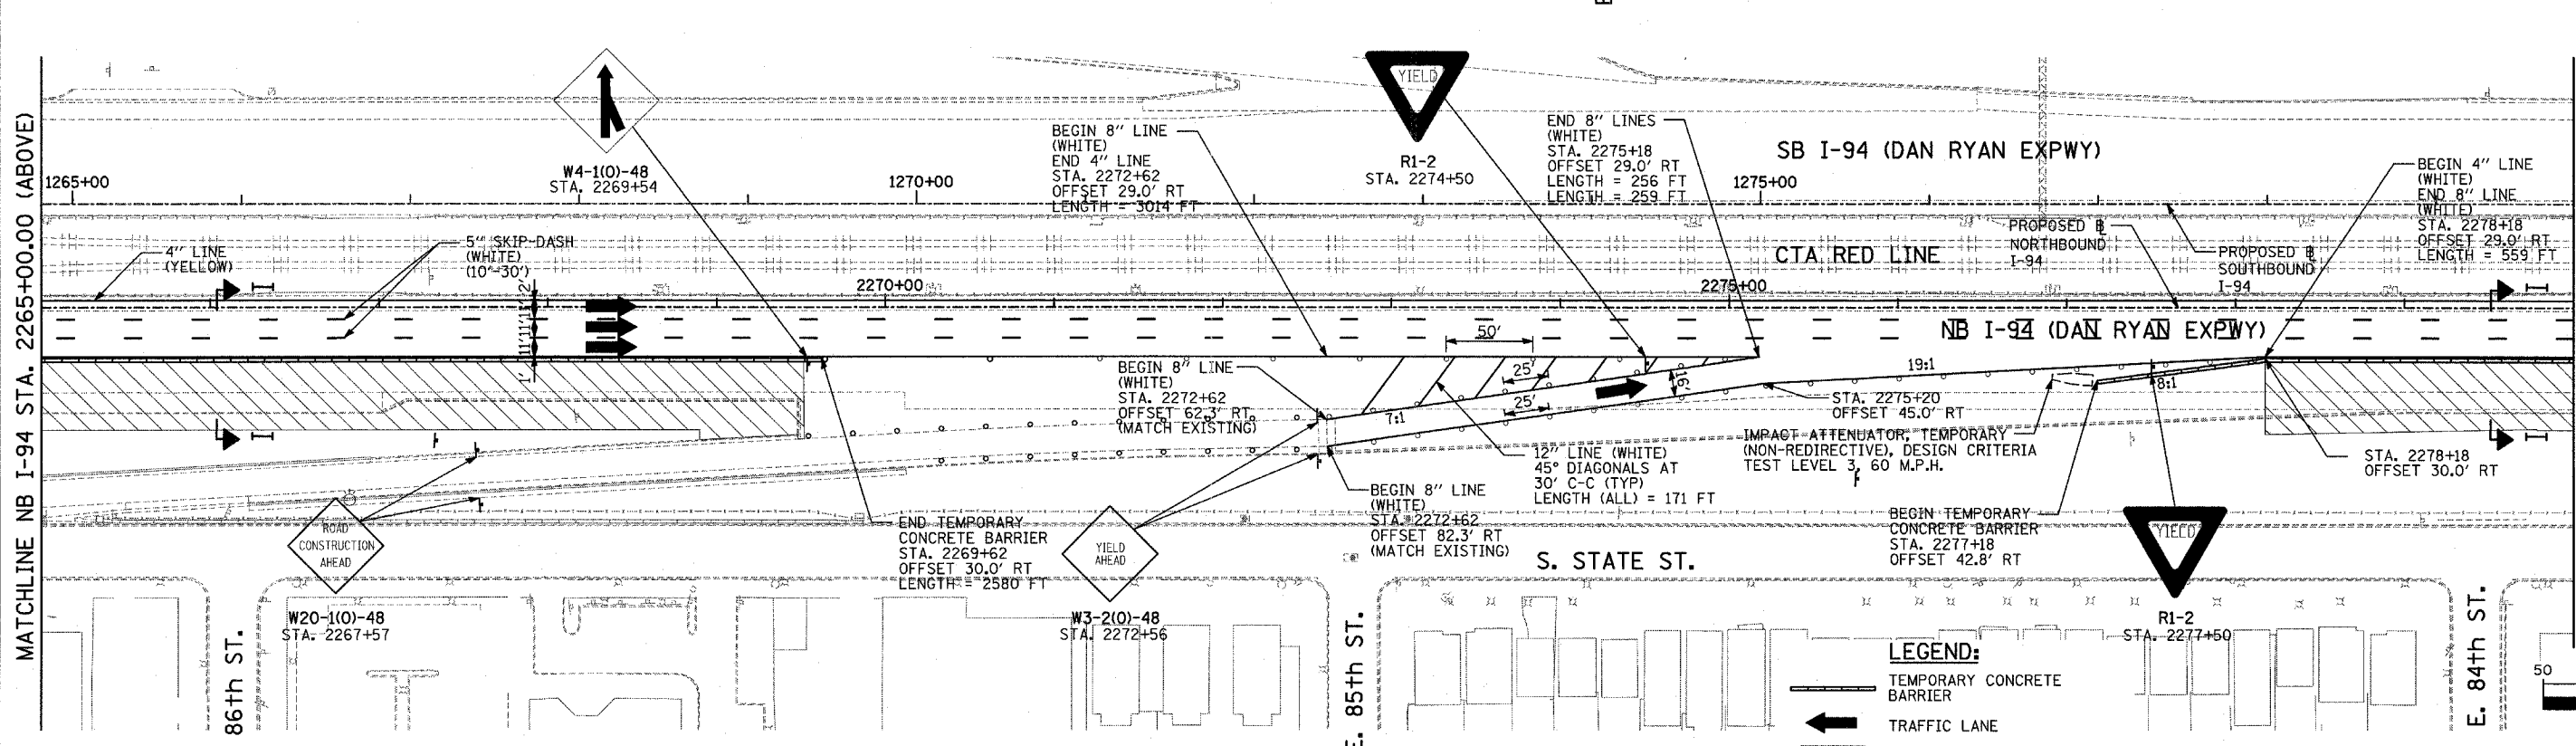 MATCHLINE NB I-94 STA. 2265+00.00 (ABOVE)
1265+00
W4-1(O)-48
STA. 2269+54
1270+00
BEGIN 8" LINE
(WHITE)
END 4" LINE
STA. 2272+62
OFFSET 29.0' RT
LENGTH = 3014 FT
YIELD
R1-2
STA. 2274+50
END 8" LINES
(WHITE)
STA. 2275+18
OFFSET 29.0' RT
LENGTH = 256 FT
LENGTH = 259 FT
1275+00
SB I-94 (DAN RYAN EXPWY)
BEGIN 4" LINE
(WHITE)
END 8" LINE
(WHITE)
STA. 2278+18
OFFSET 29.0' RT
LENGTH = 559 FT
4" LINE
(YELLOW)
5" SKIP-DASH
(WHITE)
(10'-30')
CTA RED LINE
PROPOSED ℄
NORTHBOUND
I-94
PROPOSED ℄
SOUTHBOUND
I-94
I
I
2270+00
2275+00
2'
11'
11'
11'
1'
50'
NB I-94 (DAN RYAN EXPWY)
BEGIN 8" LINE
(WHITE)
STA. 2272+62
OFFSET 62.3' RT
(MATCH EXISTING)
7:1
25'
25'
16'
19:1
8:1
STA. 2275+20
OFFSET 45.0' RT
I
I
IMPACT ATTENUATOR, TEMPORARY
(NON-REDIRECTIVE), DESIGN CRITERIA
TEST LEVEL 3, 60 M.P.H.
12" LINE (WHITE)
45° DIAGONALS AT
30' C-C (TYP)
LENGTH (ALL) = 171 FT
STA. 2278+18
OFFSET 30.0' RT
BEGIN 8" LINE
(WHITE)
STA. 2272+62
OFFSET 82.3' RT
(MATCH EXISTING)
ROAD
CONSTRUCTION
AHEAD
W20-1(O)-48
STA. 2267+57
END TEMPORARY
CONCRETE BARRIER
STA. 2269+62
OFFSET 30.0' RT
LENGTH = 2580 FT
YIELD
AHEAD
W3-2(O)-48
STA. 2272+56
S. STATE ST.
BEGIN TEMPORARY
CONCRETE BARRIER
STA. 2277+18
OFFSET 42.8' RT
YIELD
R1-2
STA. 2277+50
86th ST.
E. 85th ST.
E. 84th ST.
LEGEND:
TEMPORARY CONCRETE
BARRIER
TRAFFIC LANE
50